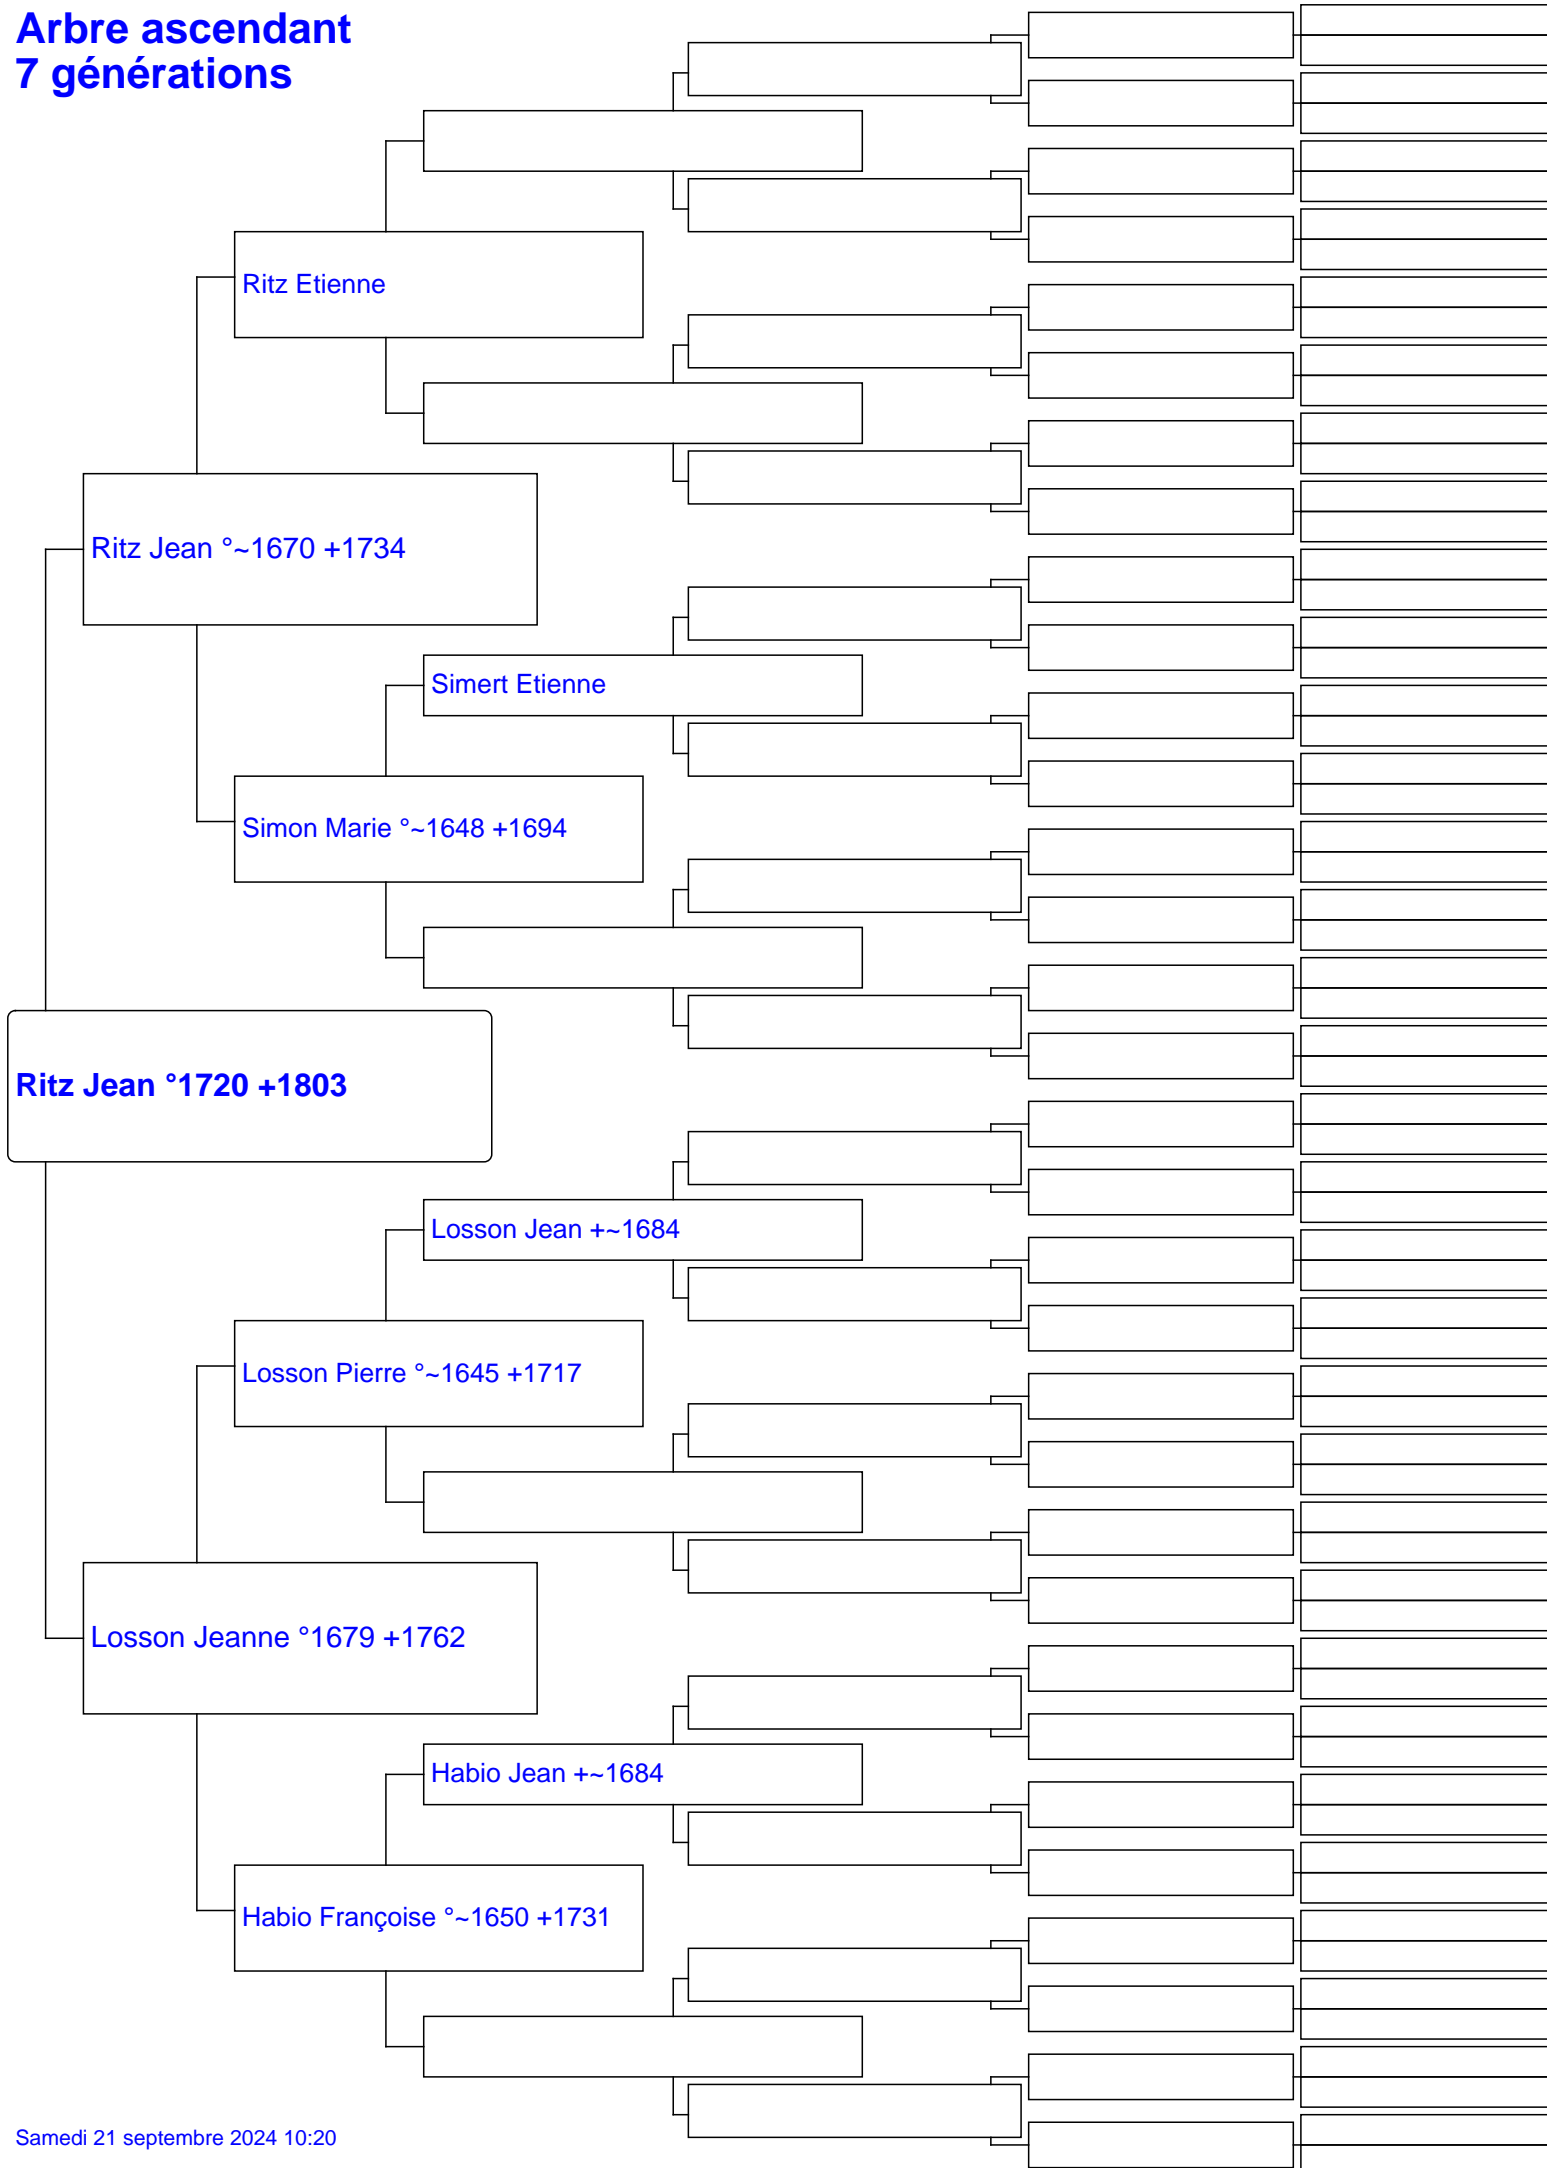 Arbre ascendant
7 générations
Ritz Etienne
Ritz Jean °~1670 +1734
Simert Etienne
Simon Marie °~1648 +1694
Ritz Jean °1720 +1803
Losson Jean +~1684
Losson Pierre °~1645 +1717
Losson Jeanne °1679 +1762
Habio Jean +~1684
Habio Françoise °~1650 +1731
Samedi 21 septembre 2024 10:20